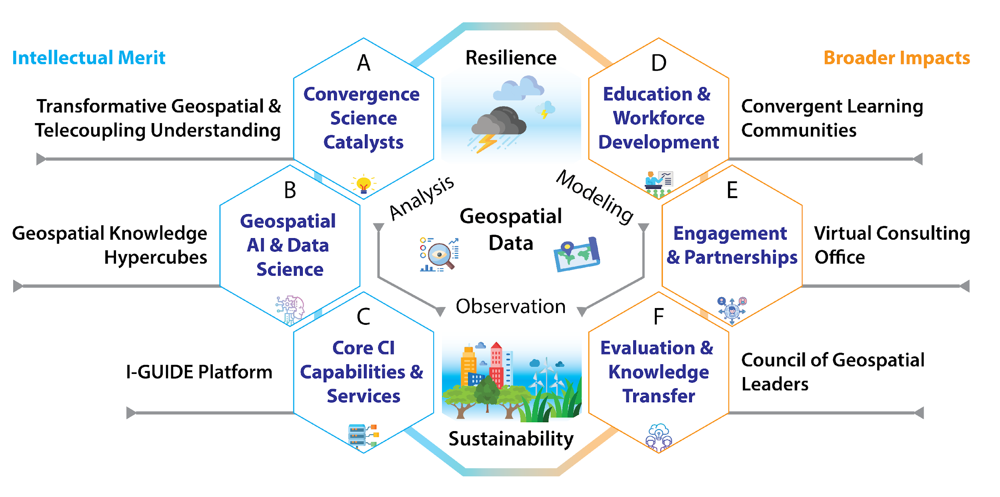 Intellectual Merit
Broader Impacts
Resilience
A
Convergence
Science
Catalysts
Transformative Geospatial &
Telecoupling Understanding
D
Education &
Workforce
Development
Convergent Learning
Communities
B
Geospatial
AI & Data
Science
Geospatial Knowledge
Hypercubes
Analysis
Modeling
Geospatial
Data
Observation
E
Engagement
& Partnerships
Virtual Consulting
Office
C
Core CI
Capabilities &
Services
I-GUIDE Platform
F
Evaluation &
Knowledge
Transfer
Council of Geospatial
Leaders
Sustainability